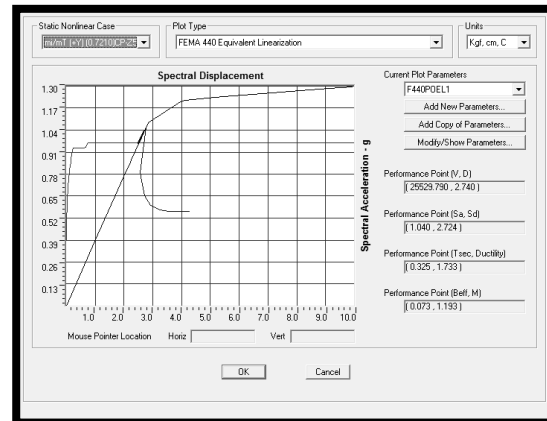 Static Nonlinear Case
Plot Type
Units
FEMA 440 Equivalent Linearization
Kgf, cm, C
Spectral Displacement
Current Plot Parameters
F440POEL1
Add New Parameters...
Add Copy of Parameters...
Modify/Show Parameters...
1.30
1.17
1.04
0.91
0.78
0.65
0.52
0.39
0.26
0.13
Spectral Acceleration - g
Performance Point (V, D)
( 25529.790 , 2.740 )
Performance Point (Sa, Sd)
( 1.040 , 2.724 )
Performance Point (Tsec, Ductility)
( 0.325 , 1.733 )
Performance Point (Beff, M)
( 0.073 , 1.193 )
1.0 2.0 3.0 4.0 5.0 6.0 7.0 8.0 9.0 10.0
Mouse Pointer Location Horiz Vert
OK Cancel